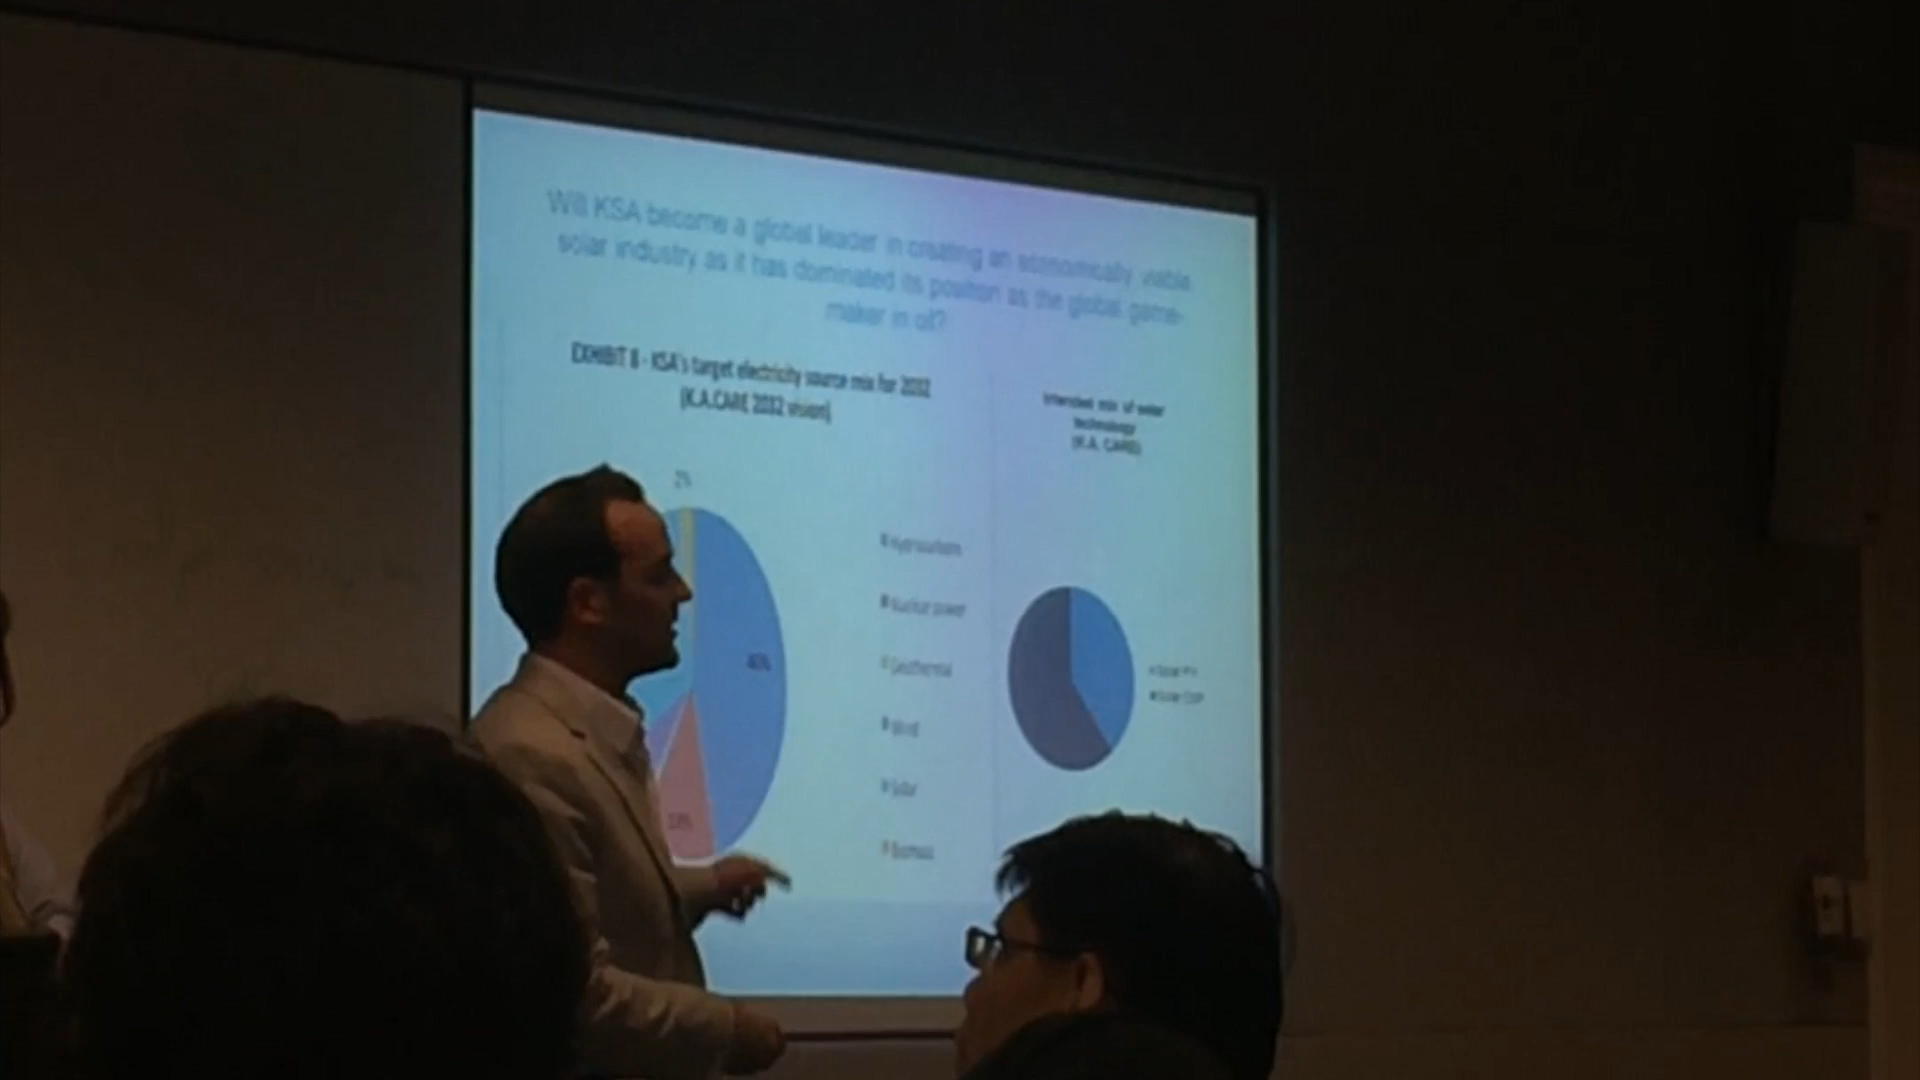 Will KSA become a global leader in creating an economically viable
solar industry as it has dominated its position as the global game-
maker in oil?
EXHIBIT 8 - KSA's target electricity source mix for 2032
(K.A.CARE 2032 vision)
Intended mix of solar
technology
(K.A. CARE)
2%
Hydrocarbons
Nuclear power
Geothermal
Wind
Solar
Biomass
Solar PV
Solar CSP